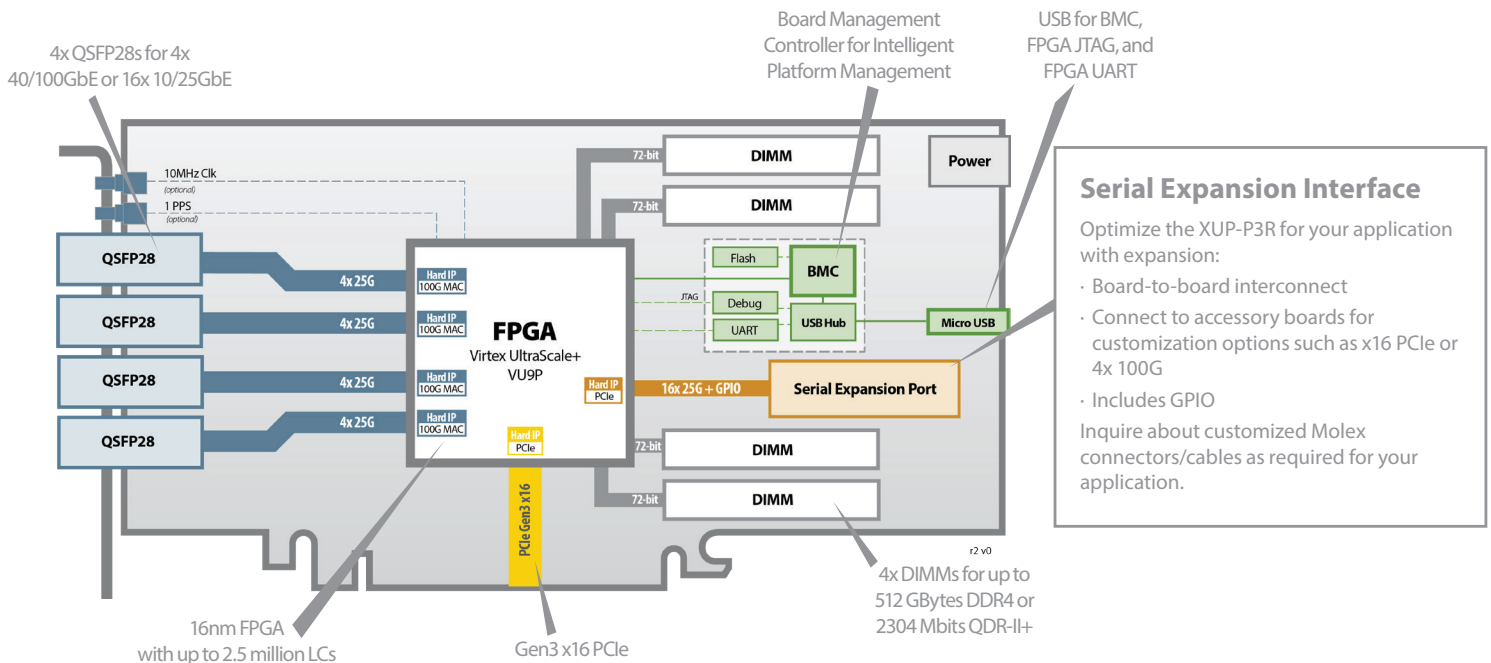 4x QSFP28s for 4x
40/100GbE or 16x 10/25GbE
Board Management
Controller for Intelligent
Platform Management
USB for BMC,
FPGA JTAG, and
FPGA UART
10MHz Clk
(optional)
1 PPS
(optional)
QSFP28
QSFP28
QSFP28
QSFP28
4x 25G
4x 25G
4x 25G
4x 25G
Hard IP
100G MAC
Hard IP
100G MAC
Hard IP
100G MAC
Hard IP
100G MAC
FPGA
Virtex UltraScale+
VU9P
Hard IP
PCIe
Hard IP
PCIe
PCIe Gen3 x16
72-bit
DIMM
72-bit
DIMM
Flash
BMC
JTAG
Debug
UART
USB Hub
Micro USB
Power
16x 25G + GPIO
Serial Expansion Port
72-bit
DIMM
72-bit
DIMM
r2 v0
Serial Expansion Interface
Optimize the XUP-P3R for your application
with expansion:
· Board-to-board interconnect
· Connect to accessory boards for
customization options such as x16 PCIe or
4x 100G
· Includes GPIO
Inquire about customized Molex
connectors/cables as required for your
application.
16nm FPGA
with up to 2.5 million LCs
Gen3 x16 PCIe
4x DIMMs for up to
512 GBytes DDR4 or
2304 Mbits QDR-II+